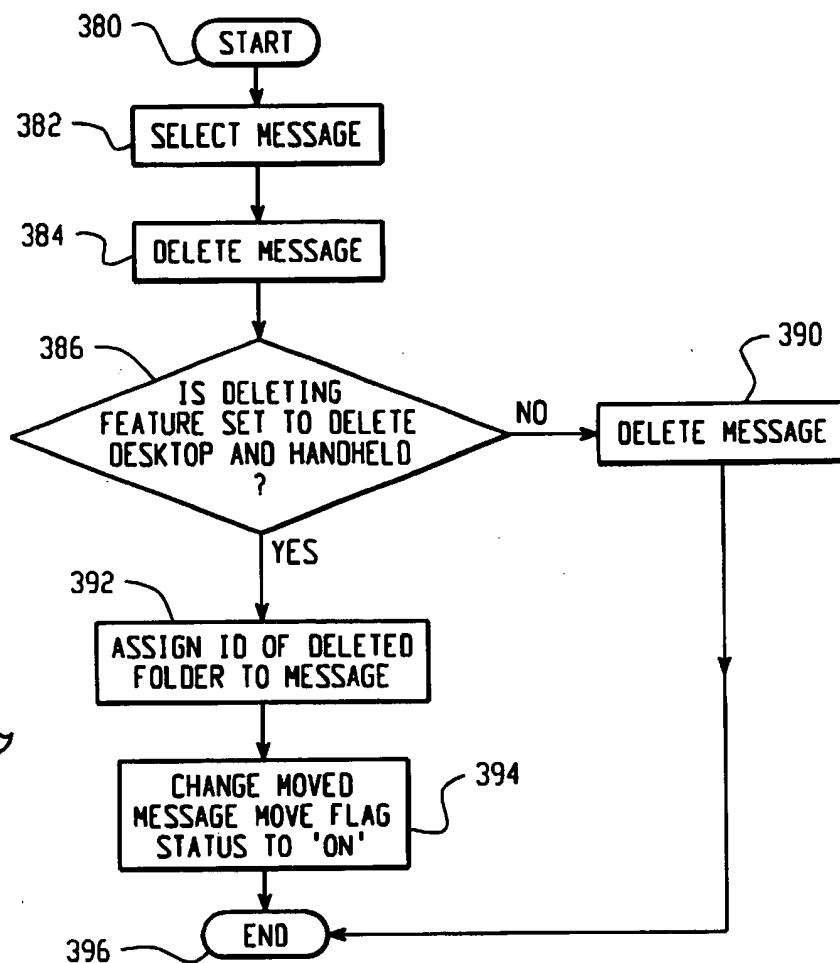 380
START
382
SELECT MESSAGE
384
DELETE MESSAGE
386
IS DELETING
FEATURE SET TO DELETE
DESKTOP AND HANDHELD
?
NO
390
DELETE MESSAGE
YES
392
ASSIGN ID OF DELETED
FOLDER TO MESSAGE
CHANGE MOVED
MESSAGE MOVE FLAG
STATUS TO 'ON'
394
END
396